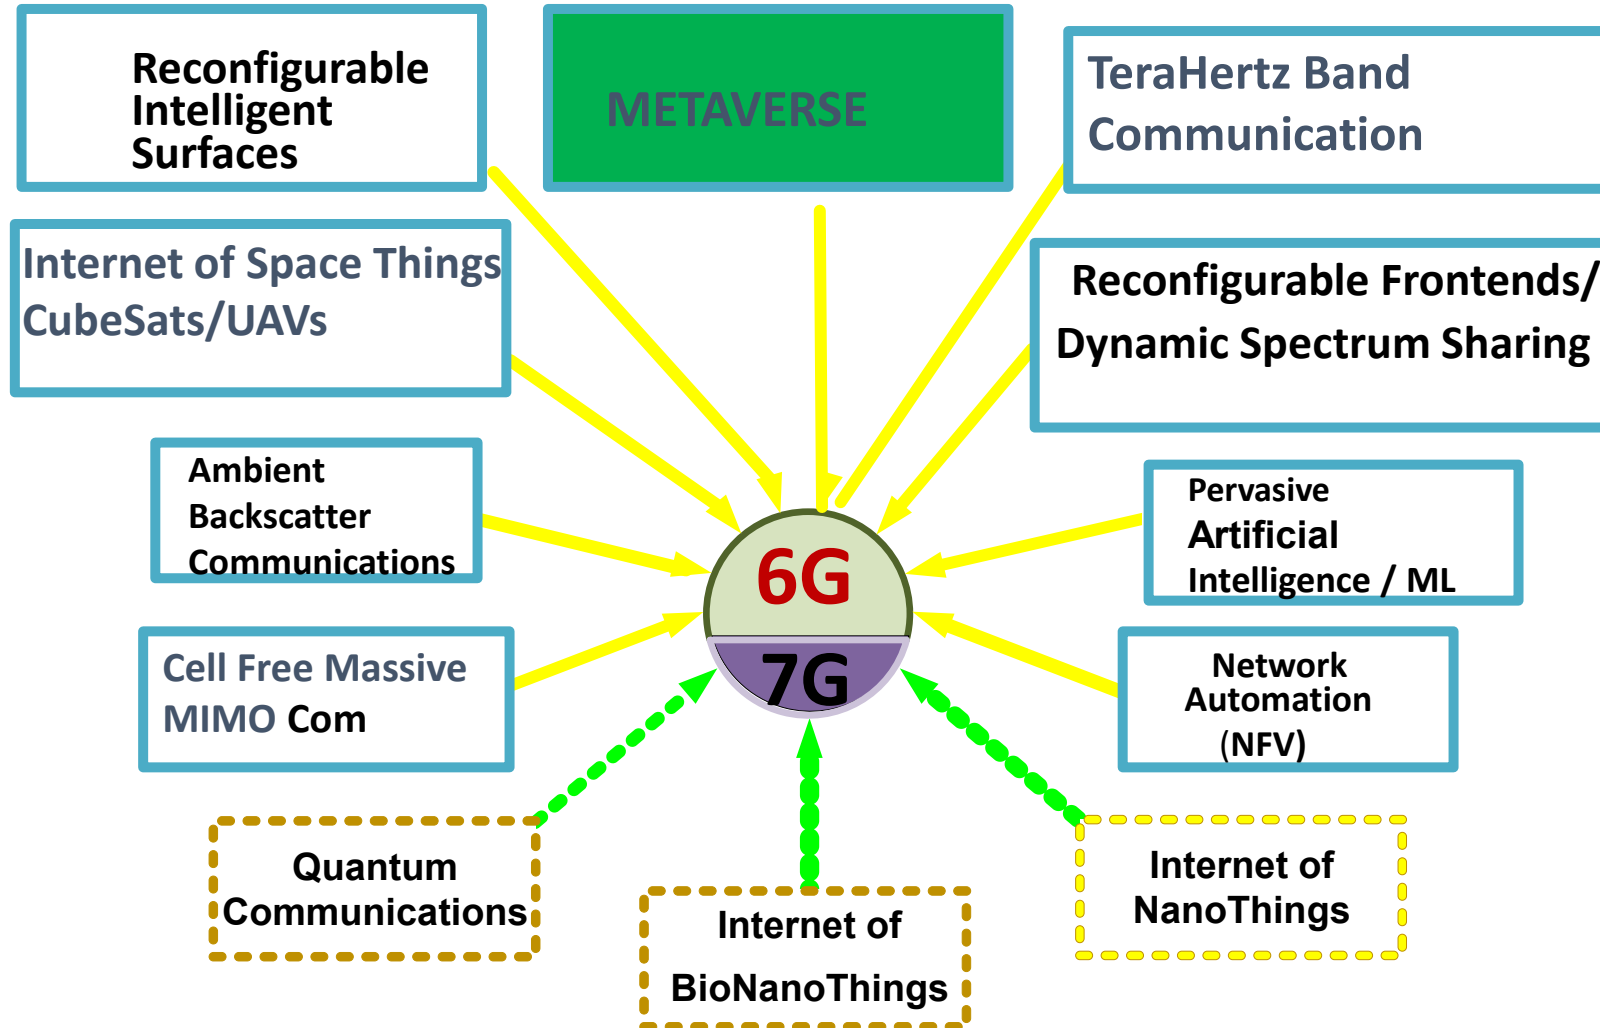 Reconfigurable
Intelligent
Surfaces
METAVERSE
TeraHertz Band
Communication
Internet of Space Things
CubeSats/UAVs
Reconfigurable Frontends/
Dynamic Spectrum Sharing
Ambient
Backscatter
Communications
Pervasive
Artificial
Intelligence / ML
6G
7G
Cell Free Massive
MIMO Com
Network
Automation
(NFV)
Quantum
Communications
Internet of
BioNanoThings
Internet of
NanoThings